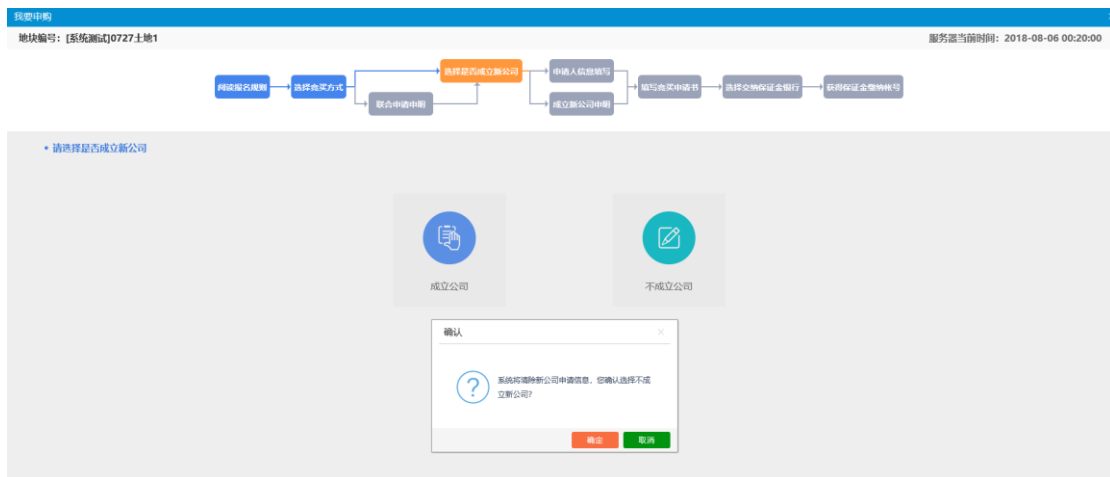 我要申购
地块编号：[系统测试]0727土地1
服务器当前时间：2018-08-06 00:20:00
阅读报名规则
选择竞买方式
联合申请申明
选择是否成立新公司
申请人信息填写
成立新公司申明
填写竞买申请书
选择交纳保证金银行
获得保证金缴纳帐号
• 请选择是否成立新公司
成立公司
不成立公司
确认
系统将清除新公司申请信息，您确认选择不成
立新公司?
确定
取消